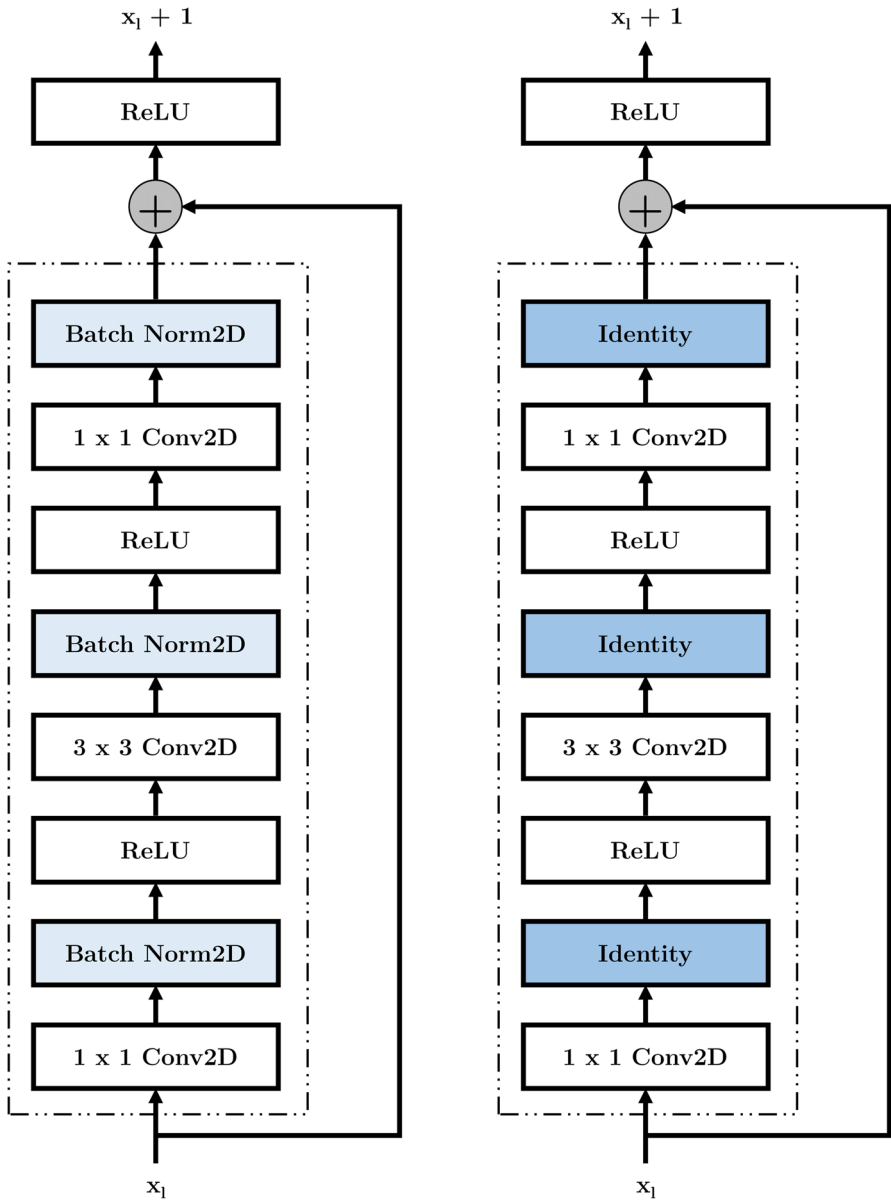 x_l + 1
ReLU
+
Batch Norm2D
1 x 1 Conv2D
ReLU
Batch Norm2D
3 x 3 Conv2D
ReLU
Batch Norm2D
1 x 1 Conv2D
x_l
x_l + 1
ReLU
+
Identity
1 x 1 Conv2D
ReLU
Identity
3 x 3 Conv2D
ReLU
Identity
1 x 1 Conv2D
x_l